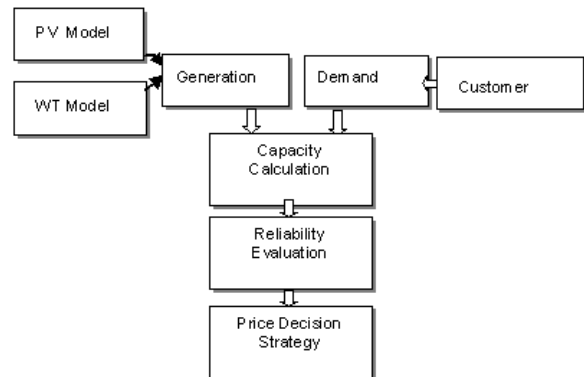 PV Model
WT Model
Generation
Demand
Customer
Capacity
Calculation
Reliability
Evaluation
Price Decision
Strategy